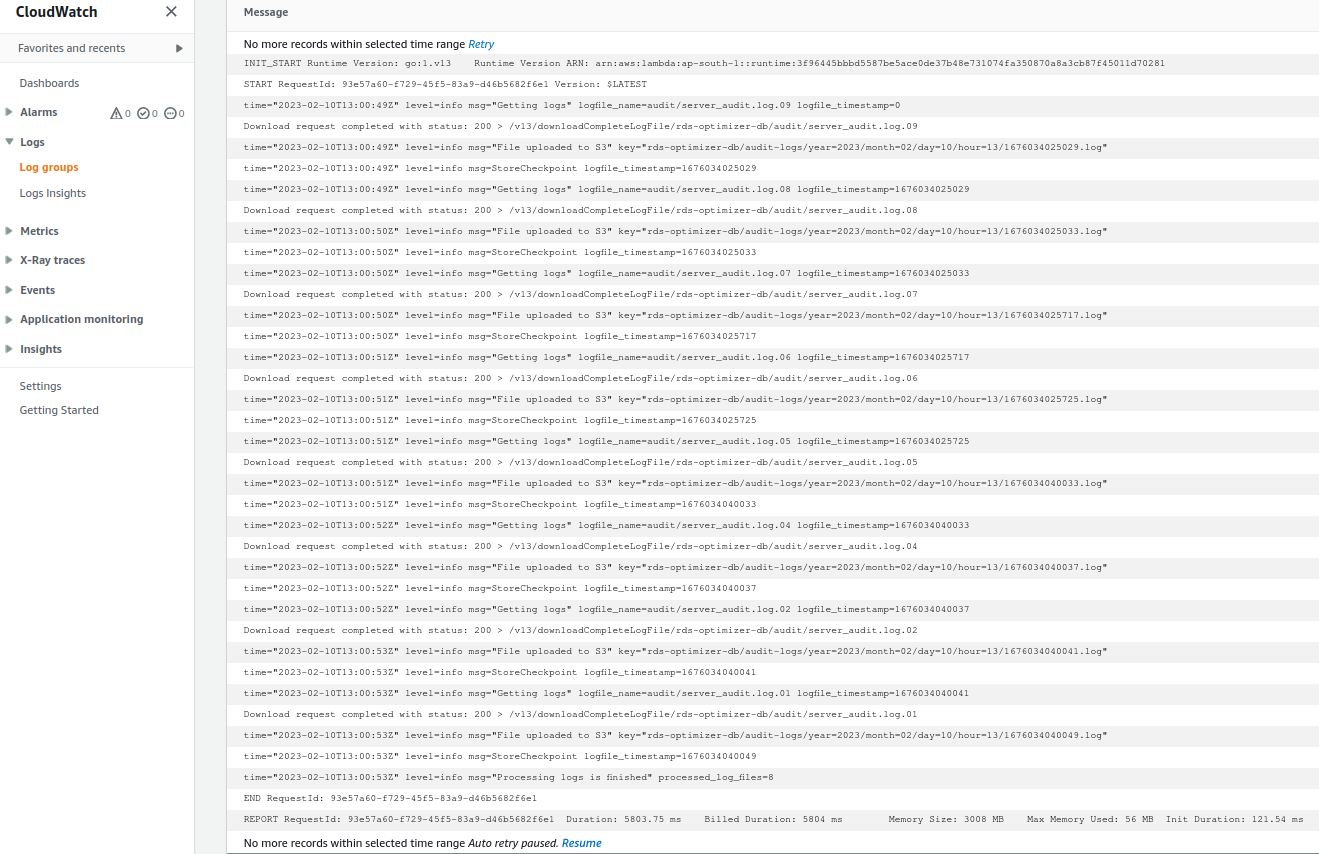 CloudWatch
Favorites and recents
Dashboards
Alarms 0 0 0
Logs
Log groups
Logs Insights
Metrics
X-Ray traces
Events
Application monitoring
Insights
Settings
Getting Started
Message
No more records within selected time range Retry
INIT_START Runtime Version: go:1.v13 Runtime Version ARN: arn:aws:lambda:ap-south-1::runtime:3f96445bbbd5587be5ace0de37b48e731074fa350870a8a3cb87f45011d70281
START RequestId: 93e57a60-f729-45f5-83a9-d46b5682f6e1 Version: $LATEST
time="2023-02-10T13:00:49Z" level=info msg="Getting logs" logfile_name=audit/server_audit.log.09 logfile_timestamp=0
Download request completed with status: 200 > /v13/downloadCompleteLogFile/rds-optimizer-db/audit/server_audit.log.09
time="2023-02-10T13:00:49Z" level=info msg="File uploaded to S3" key="rds-optimizer-db/audit-logs/year=2023/month=02/day=10/hour=13/1676034025029.log"
time="2023-02-10T13:00:49Z" level=info msg=StoreCheckpoint logfile_timestamp=1676034025029
time="2023-02-10T13:00:49Z" level=info msg="Getting logs" logfile_name=audit/server_audit.log.08 logfile_timestamp=1676034025029
Download request completed with status: 200 > /v13/downloadCompleteLogFile/rds-optimizer-db/audit/server_audit.log.08
time="2023-02-10T13:00:50Z" level=info msg="File uploaded to S3" key="rds-optimizer-db/audit-logs/year=2023/month=02/day=10/hour=13/1676034025033.log"
time="2023-02-10T13:00:50Z" level=info msg=StoreCheckpoint logfile_timestamp=1676034025033
time="2023-02-10T13:00:50Z" level=info msg="Getting logs" logfile_name=audit/server_audit.log.07 logfile_timestamp=1676034025033
Download request completed with status: 200 > /v13/downloadCompleteLogFile/rds-optimizer-db/audit/server_audit.log.07
time="2023-02-10T13:00:50Z" level=info msg="File uploaded to S3" key="rds-optimizer-db/audit-logs/year=2023/month=02/day=10/hour=13/1676034025717.log"
time="2023-02-10T13:00:50Z" level=info msg=StoreCheckpoint logfile_timestamp=1676034025717
time="2023-02-10T13:00:51Z" level=info msg="Getting logs" logfile_name=audit/server_audit.log.06 logfile_timestamp=1676034025717
Download request completed with status: 200 > /v13/downloadCompleteLogFile/rds-optimizer-db/audit/server_audit.log.06
time="2023-02-10T13:00:51Z" level=info msg="File uploaded to S3" key="rds-optimizer-db/audit-logs/year=2023/month=02/day=10/hour=13/1676034025725.log"
time="2023-02-10T13:00:51Z" level=info msg=StoreCheckpoint logfile_timestamp=1676034025725
time="2023-02-10T13:00:51Z" level=info msg="Getting logs" logfile_name=audit/server_audit.log.05 logfile_timestamp=1676034025725
Download request completed with status: 200 > /v13/downloadCompleteLogFile/rds-optimizer-db/audit/server_audit.log.05
time="2023-02-10T13:00:51Z" level=info msg="File uploaded to S3" key="rds-optimizer-db/audit-logs/year=2023/month=02/day=10/hour=13/1676034040033.log"
time="2023-02-10T13:00:51Z" level=info msg=StoreCheckpoint logfile_timestamp=1676034040033
time="2023-02-10T13:00:52Z" level=info msg="Getting logs" logfile_name=audit/server_audit.log.04 logfile_timestamp=1676034040033
Download request completed with status: 200 > /v13/downloadCompleteLogFile/rds-optimizer-db/audit/server_audit.log.04
time="2023-02-10T13:00:52Z" level=info msg="File uploaded to S3" key="rds-optimizer-db/audit-logs/year=2023/month=02/day=10/hour=13/1676034040037.log"
time="2023-02-10T13:00:52Z" level=info msg=StoreCheckpoint logfile_timestamp=1676034040037
time="2023-02-10T13:00:52Z" level=info msg="Getting logs" logfile_name=audit/server_audit.log.02 logfile_timestamp=1676034040037
Download request completed with status: 200 > /v13/downloadCompleteLogFile/rds-optimizer-db/audit/server_audit.log.02
time="2023-02-10T13:00:53Z" level=info msg="File uploaded to S3" key="rds-optimizer-db/audit-logs/year=2023/month=02/day=10/hour=13/1676034040041.log"
time="2023-02-10T13:00:53Z" level=info msg=StoreCheckpoint logfile_timestamp=1676034040041
time="2023-02-10T13:00:53Z" level=info msg="Getting logs" logfile_name=audit/server_audit.log.01 logfile_timestamp=1676034040041
Download request completed with status: 200 > /v13/downloadCompleteLogFile/rds-optimizer-db/audit/server_audit.log.01
time="2023-02-10T13:00:53Z" level=info msg="File uploaded to S3" key="rds-optimizer-db/audit-logs/year=2023/month=02/day=10/hour=13/1676034040049.log"
time="2023-02-10T13:00:53Z" level=info msg=StoreCheckpoint logfile_timestamp=1676034040049
time="2023-02-10T13:00:53Z" level=info msg="Processing logs is finished" processed_log_files=8
END RequestId: 93e57a60-f729-45f5-83a9-d46b5682f6e1
REPORT RequestId: 93e57a60-f729-45f5-83a9-d46b5682f6e1 Duration: 5803.75 ms Billed Duration: 5804 ms Memory Size: 3008 MB Max Memory Used: 56 MB Init Duration: 121.54 ms
No more records within selected time range Auto retry paused. Resume